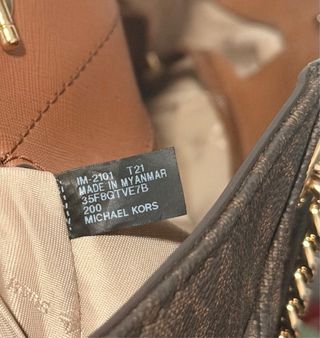 IM-2101 T21
MADE IN MYANMAR
35F8GTVE7B
200
MICHAEL KORS